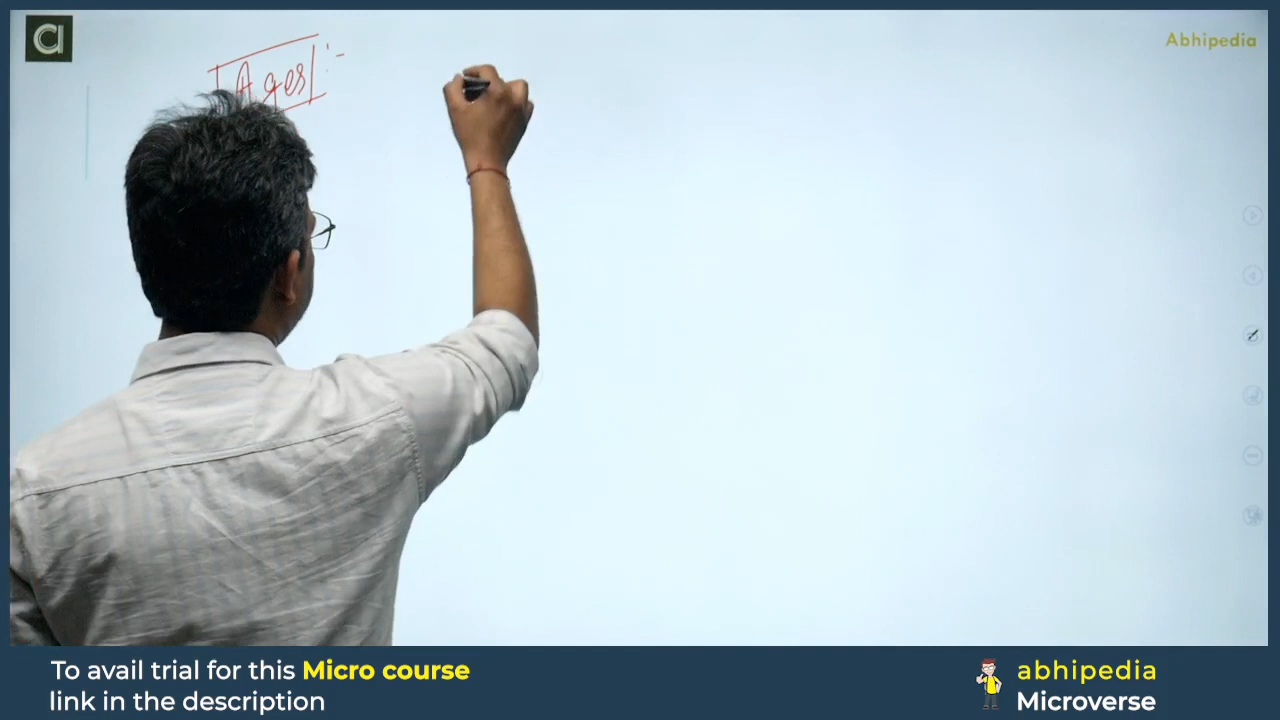 Abhipedia
Ages :-
To avail trial for this Micro course
link in the description
abhipedia
Microverse